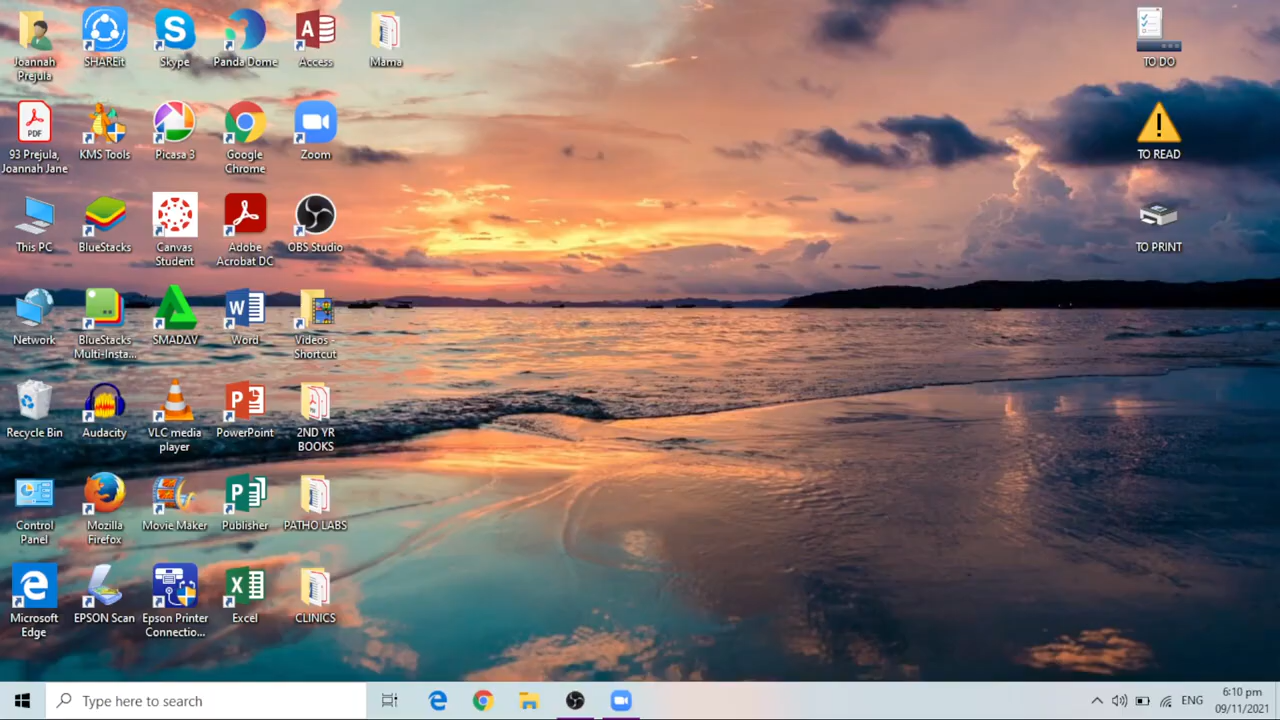 Joannah
Prejula
SHAREit
Skype
Panda Dome
Access
Mama
TO DO
93 Prejula,
Joannah Jane
KMS Tools
Picasa 3
Google
Chrome
Zoom
TO READ
This PC
BlueStacks
Canvas
Student
Adobe
Acrobat DC
OBS Studio
TO PRINT
Network
BlueStacks
Multi-Insta...
SMADΔV
Word
Videos -
Shortcut
Recycle Bin
Audacity
VLC media
player
PowerPoint
2ND YR
BOOKS
Control
Panel
Mozilla
Firefox
Movie Maker
Publisher
PATHO LABS
Microsoft
Edge
EPSON Scan
Epson Printer
Connectio...
Excel
CLINICS
Type here to search
ENG
6:10 pm
09/11/2021